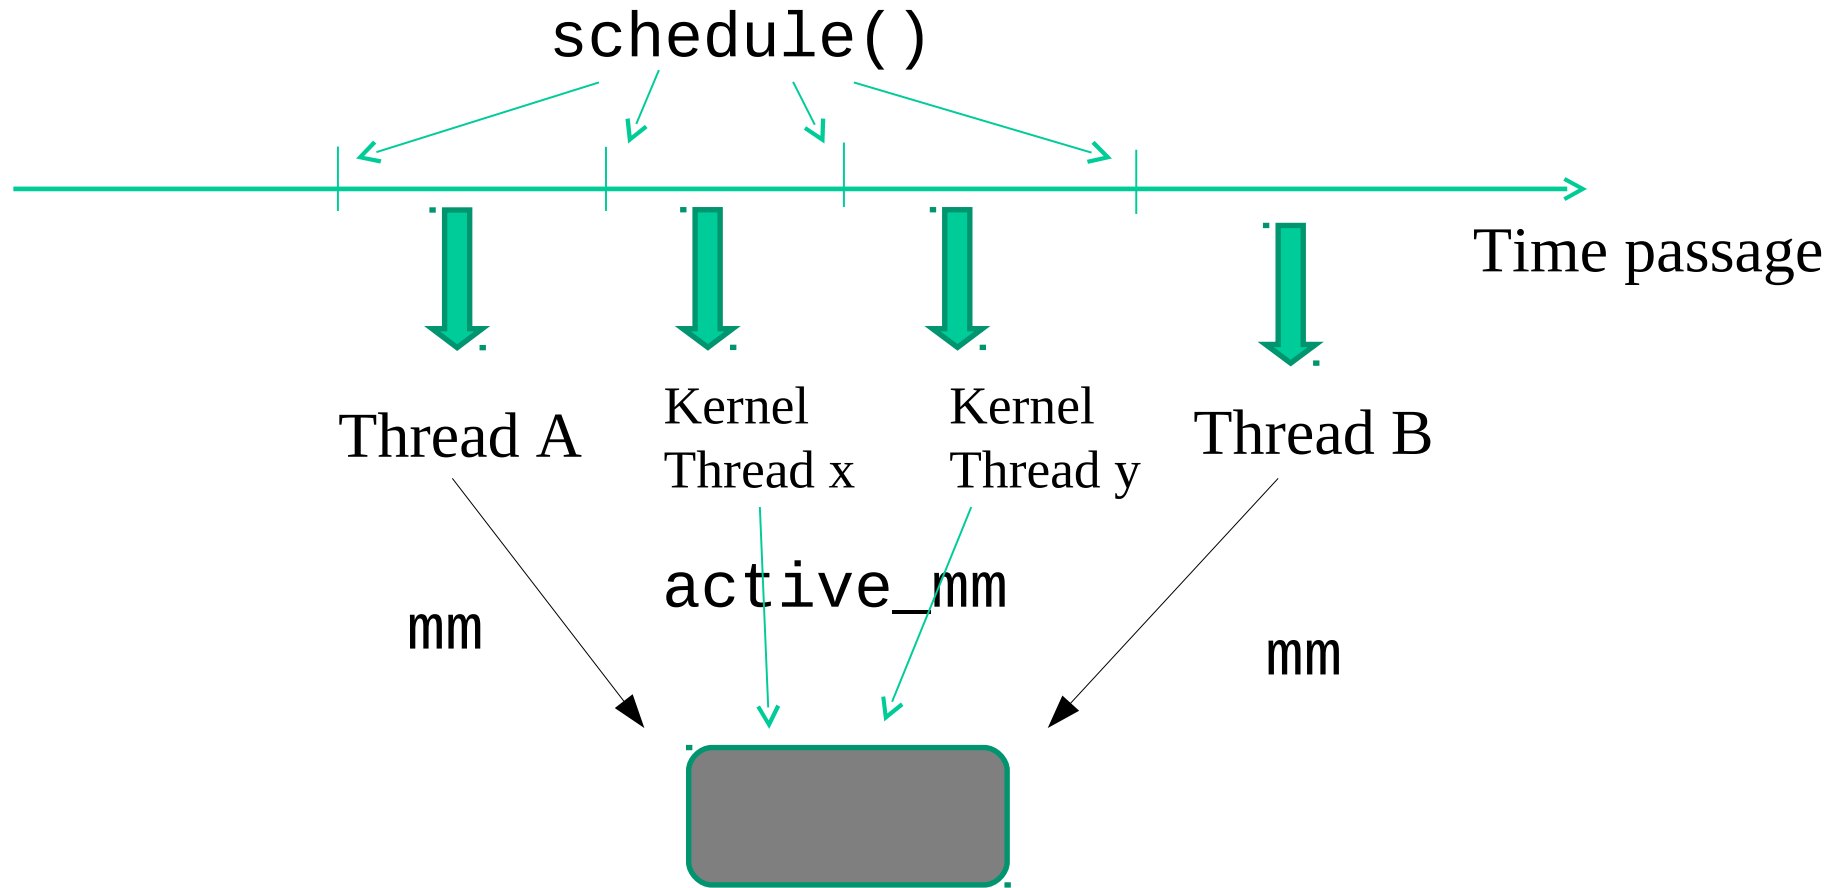 schedule()
Time passage
Thread A
Kernel
Thread x
Kernel
Thread y
Thread B
active_mm
mm
mm